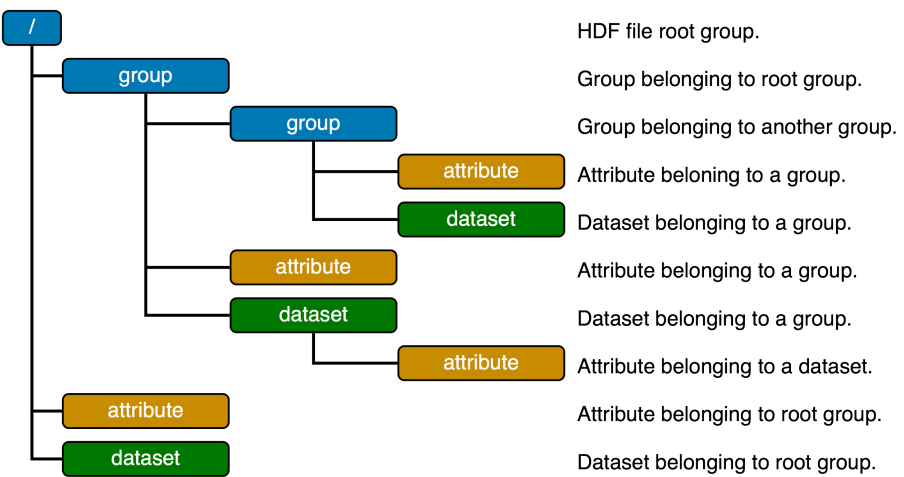 / HDF file root group.
group Group belonging to root group.
group Group belonging to another group.
attribute Attribute beloning to a group.
dataset Dataset belonging to a group.
attribute Attribute belonging to a group.
dataset Dataset belonging to a group.
attribute Attribute belonging to a dataset.
attribute Attribute belonging to root group.
dataset Dataset belonging to root group.